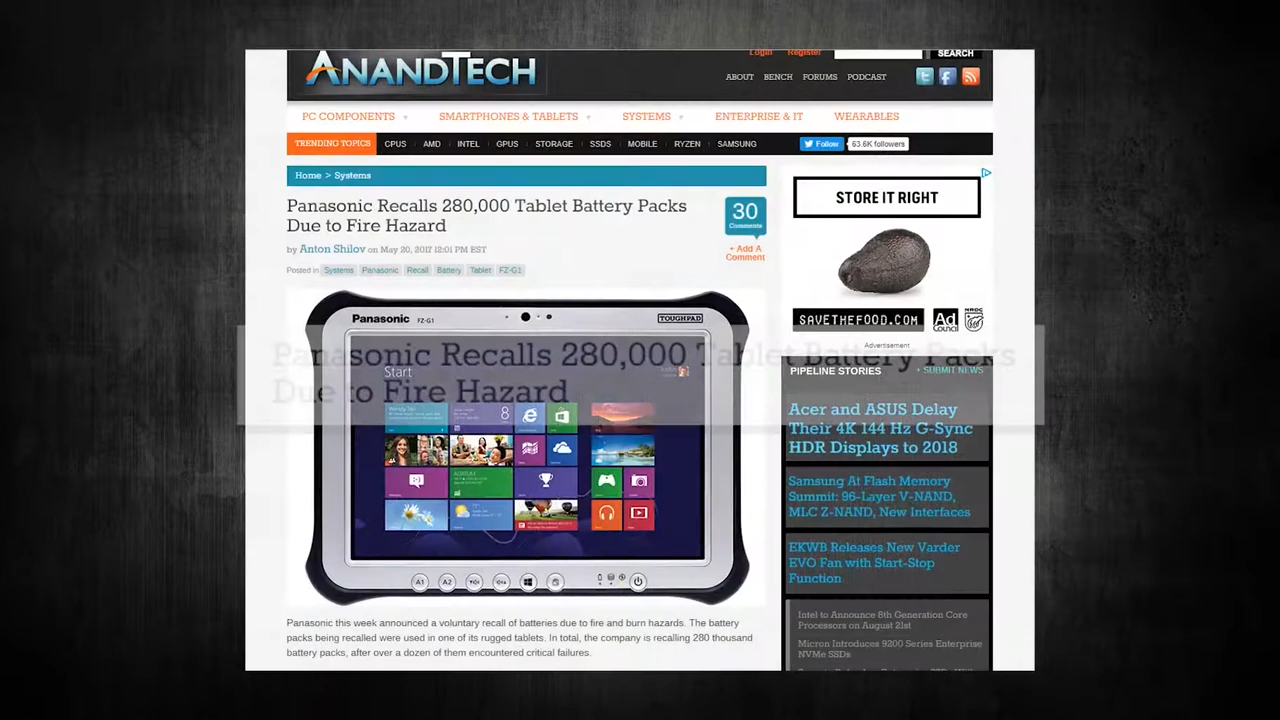 ANANDTECH
Login Register SEARCH
ABOUT BENCH FORUMS PODCAST
PC COMPONENTS SMARTPHONES & TABLETS SYSTEMS ENTERPRISE & IT WEARABLES
TRENDING TOPICS CPUS AMD INTEL GPUS STORAGE SSDS MOBILE RYZEN SAMSUNG Follow 63.6K followers
Home > Systems
Panasonic Recalls 280,000 Tablet Battery Packs
Due to Fire Hazard
30
Comments
+ Add A
Comment
by Anton Shilov on May 20, 2017 12:01 PM EST
Posted in Systems Panasonic Recall Battery Tablet FZ-G1
Panasonic FZ-G1 TOUGHPAD
Panasonic Recalls 280,000 Tablet Battery Packs
Due to Fire Hazard
Start
8
A1 A2
Panasonic this week announced a voluntary recall of batteries due to fire and burn hazards. The battery
packs being recalled were used in one of its rugged tablets. In total, the company is recalling 280 thousand
battery packs, after over a dozen of them encountered critical failures.
STORE IT RIGHT
SAVETHEFOOD.COM
Ad
Council
NRDC
Advertisement
PIPELINE STORIES + SUBMIT NEWS
Acer and ASUS Delay
Their 4K 144 Hz G-Sync
HDR Displays to 2018
Samsung At Flash Memory
Summit: 96-Layer V-NAND,
MLC Z-NAND, New Interfaces
EKWB Releases New Varder
EVO Fan with Start-Stop
Function
Intel to Announce 8th Generation Core
Processors on August 21st
Micron Introduces 9200 Series Enterprise
NVMe SSDs